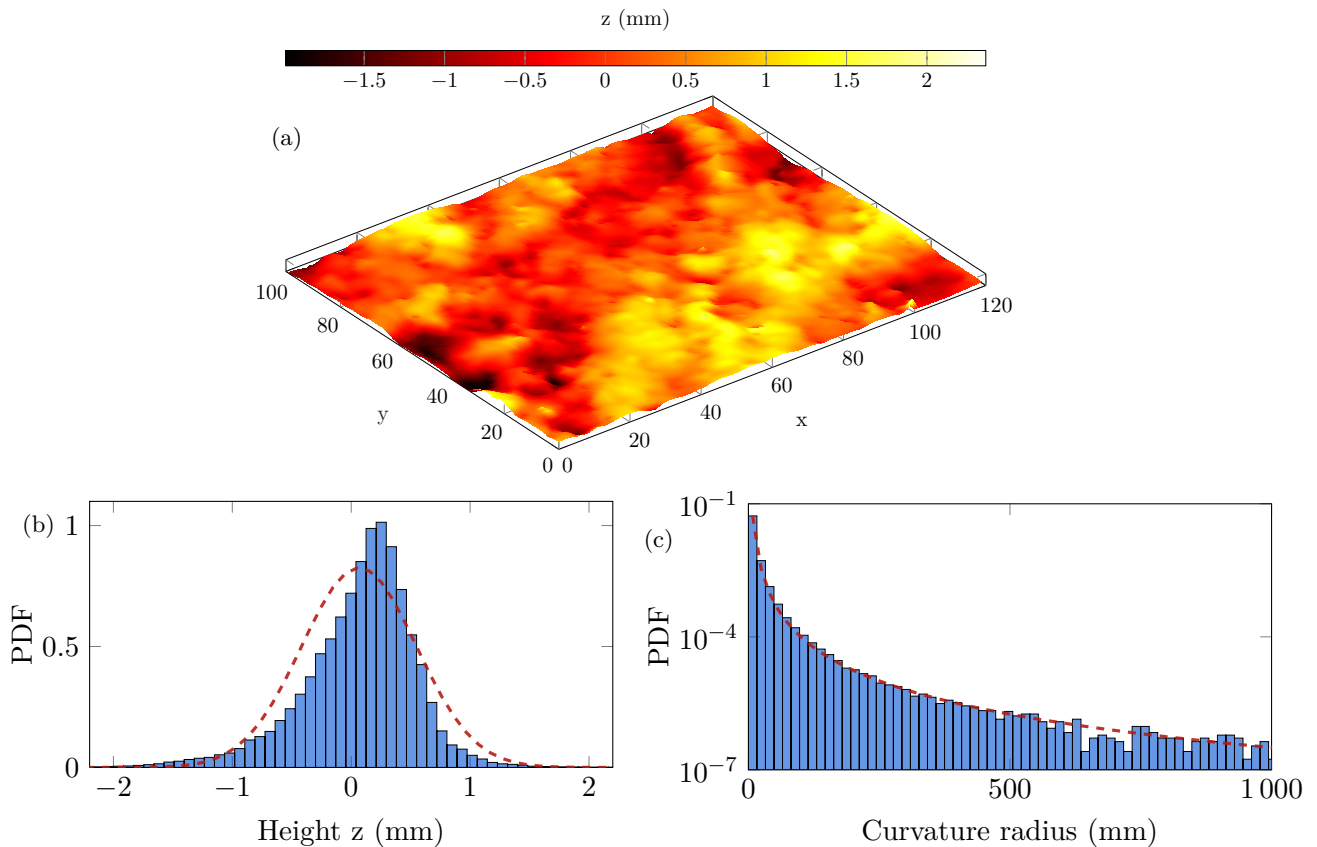 z (mm)
−1.5 −1 −0.5 0 0.5 1 1.5 2
(a)
100
80
60
40
20
0
y
0
20
40
60
80
100
120
x
(b)
1
0.5
0
PDF
−2 −1 0 1 2
Height z (mm)
(c)
10−1
10−4
10−7
PDF
0 500 1 000
Curvature radius (mm)